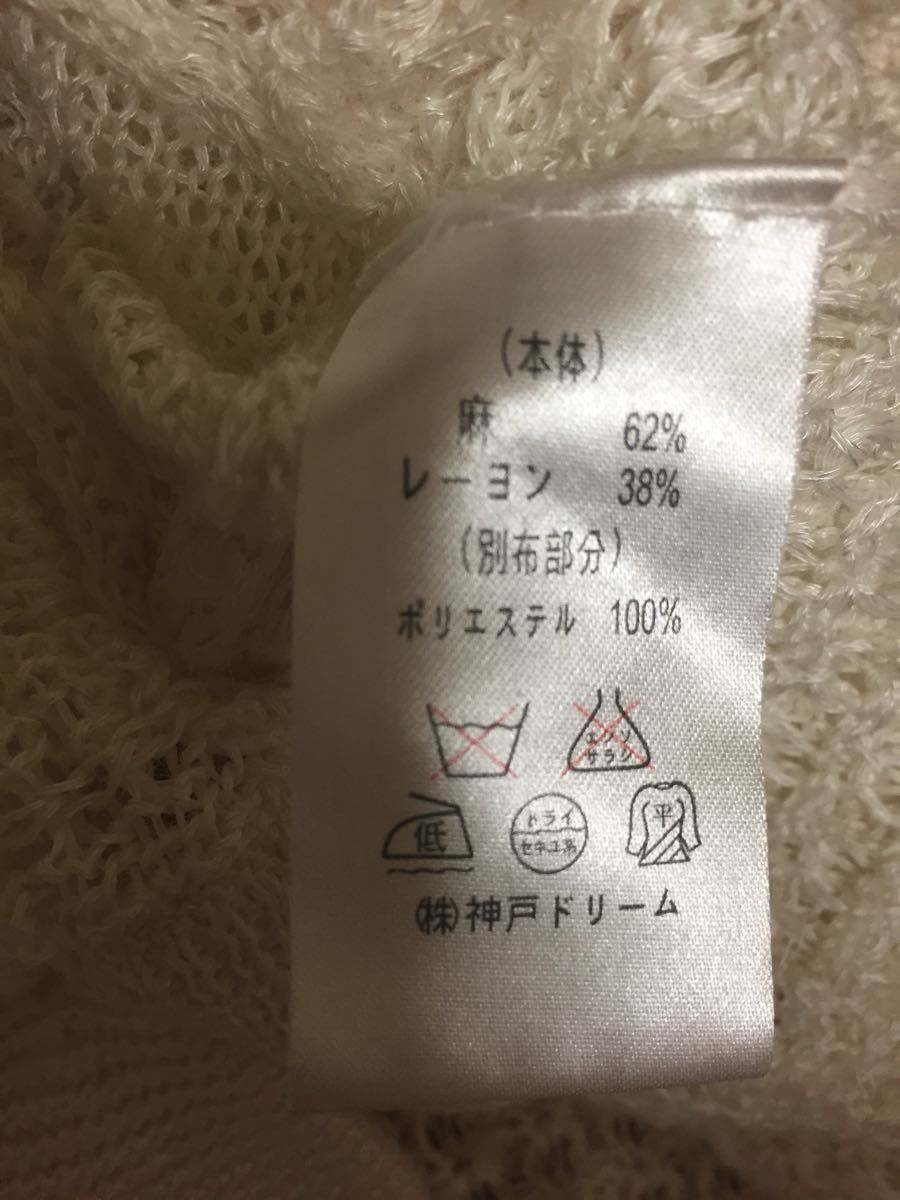 (本体)
麻 62%
レーヨン 38%
(別布部分)
ポリエステル 100%
エンソ
サラシ
低
ドライ
セキユ系
平
㈱神戸ドリーム